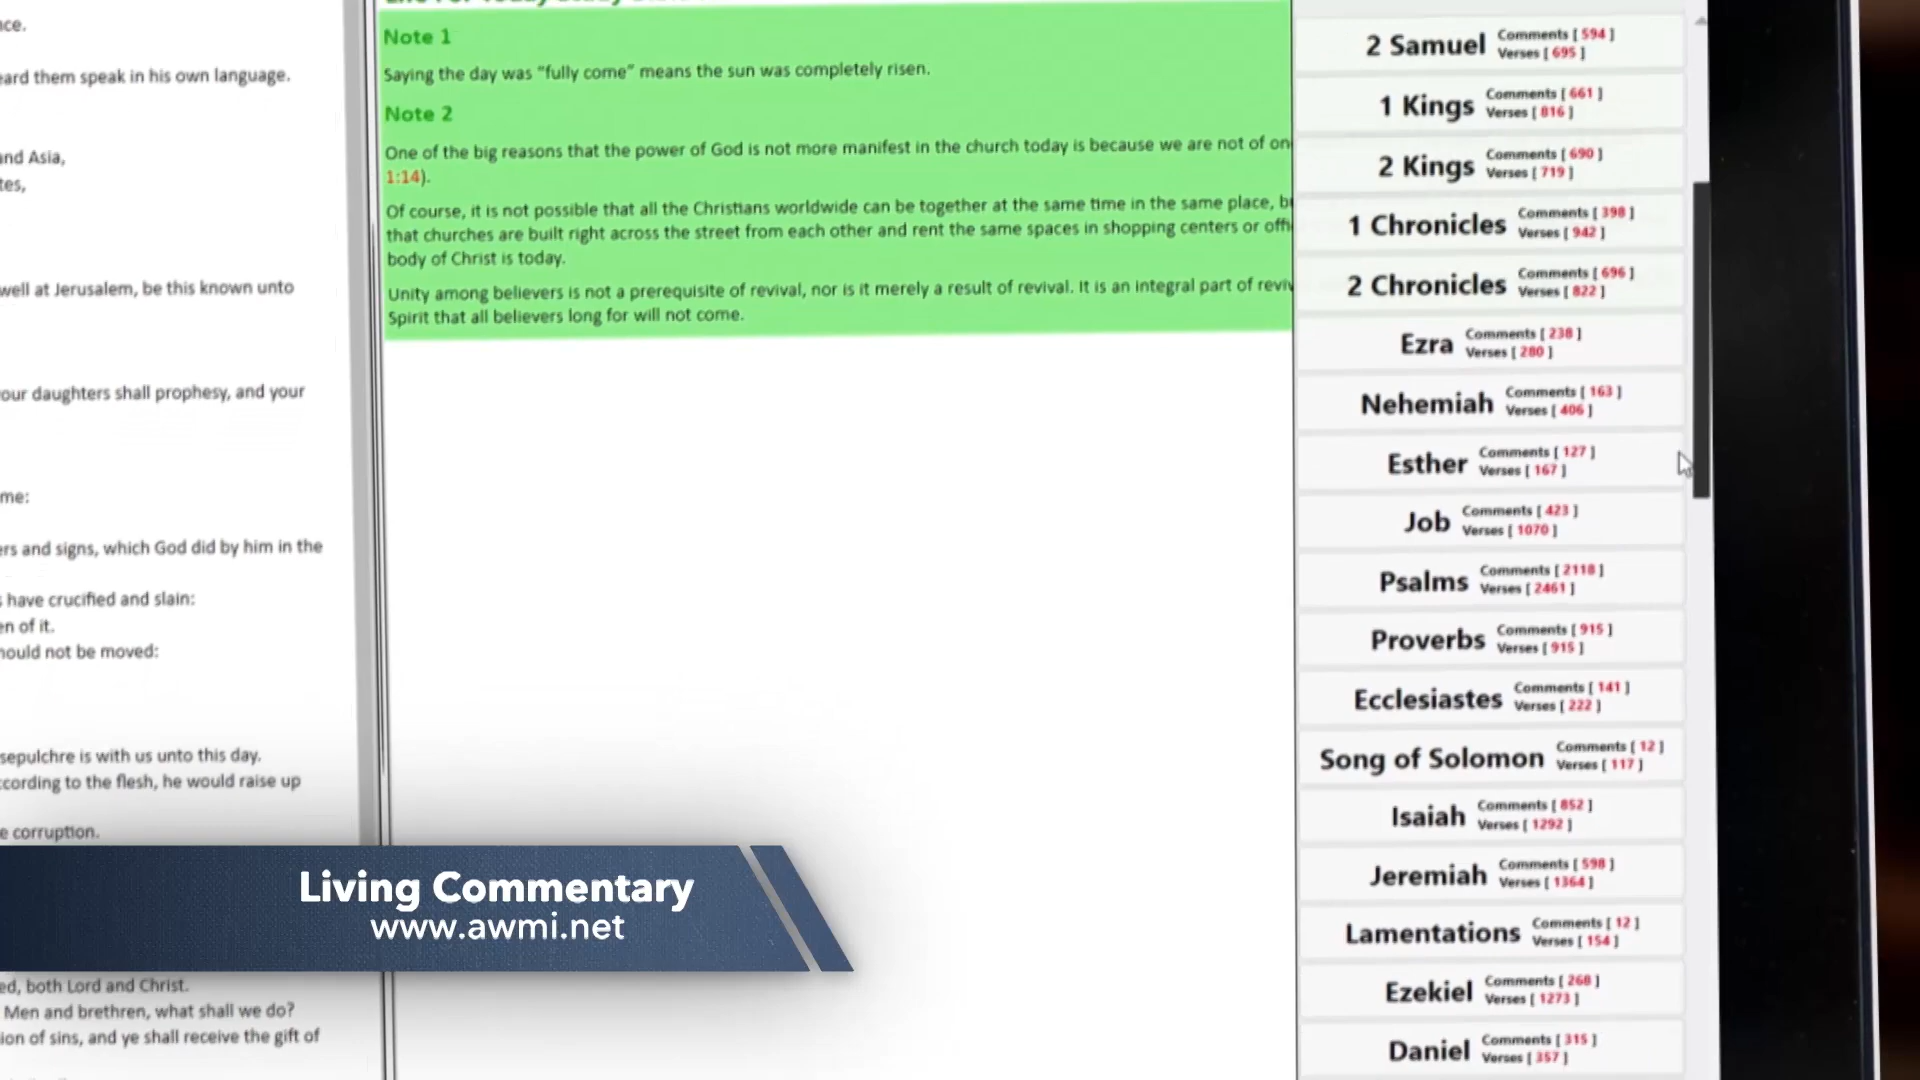 nce.
eard them speak in his own language.
and Asia,
tes,
well at Jerusalem, be this known unto
our daughters shall prophesy, and your
me:
ers and signs, which God did by him in the
s have crucified and slain:
en of it.
hould not be moved:
sepulchre is with us unto this day.
ccording to the flesh, he would raise up
e corruption.
ed, both Lord and Christ.
Men and brethren, what shall we do?
ion of sins, and ye shall receive the gift of
Note 1
Saying the day was “fully come” means the sun was completely risen.
Note 2
One of the big reasons that the power of God is not more manifest in the church today is because we are not of on
1:14).
Of course, it is not possible that all the Christians worldwide can be together at the same time in the same place, b
that churches are built right across the street from each other and rent the same spaces in shopping centers or offi
body of Christ is today.
Unity among believers is not a prerequisite of revival, nor is it merely a result of revival. It is an integral part of reviv
Spirit that all believers long for will not come.
2 Samuel Comments [ 594 ]
Verses [ 695 ]
1 Kings Comments [ 661 ]
Verses [ 816 ]
2 Kings Comments [ 690 ]
Verses [ 719 ]
1 Chronicles Comments [ 398 ]
Verses [ 942 ]
2 Chronicles Comments [ 696 ]
Verses [ 822 ]
Ezra Comments [ 238 ]
Verses [ 280 ]
Nehemiah Comments [ 163 ]
Verses [ 406 ]
Esther Comments [ 127 ]
Verses [ 167 ]
Job Comments [ 423 ]
Verses [ 1070 ]
Psalms Comments [ 2118 ]
Verses [ 2461 ]
Proverbs Comments [ 915 ]
Verses [ 915 ]
Ecclesiastes Comments [ 141 ]
Verses [ 222 ]
Song of Solomon Comments [ 12 ]
Verses [ 117 ]
Isaiah Comments [ 852 ]
Verses [ 1292 ]
Jeremiah Comments [ 598 ]
Verses [ 1364 ]
Lamentations Comments [ 12 ]
Verses [ 154 ]
Ezekiel Comments [ 268 ]
Verses [ 1273 ]
Daniel Comments [ 315 ]
Verses [ 357 ]
Living Commentary
www.awmi.net